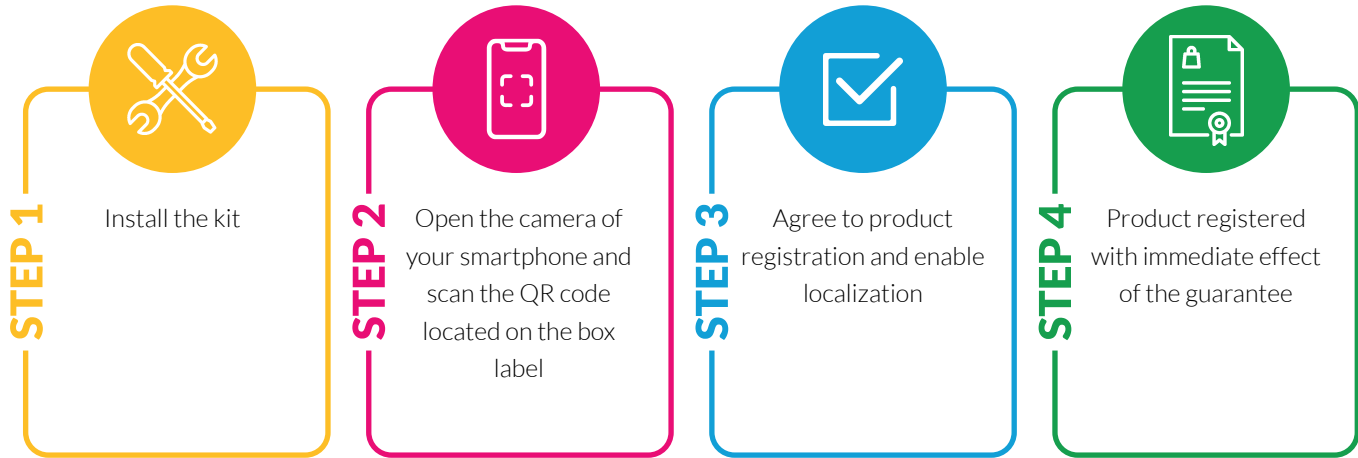 STEP 1
Install the kit
STEP 2
Open the camera of
your smartphone and
scan the QR code
located on the box
label
STEP 3
Agree to product
registration and enable
localization
STEP 4
Product registered
with immediate effect
of the guarantee